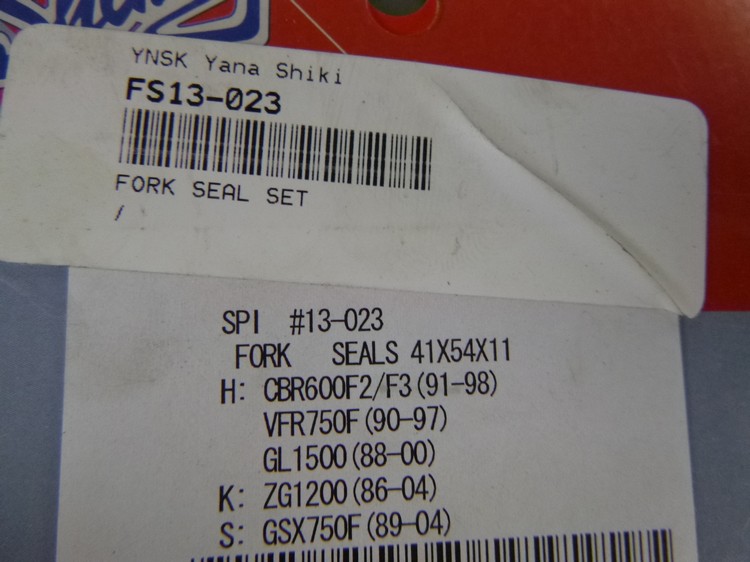 YNSK Yana Shiki
FS13-023
FORK SEAL SET
/
SPI #13-023
FORK SEALS 41X54X11
H: CBR600F2/F3(91-98)
VFR750F(90-97)
GL1500(88-00)
K: ZG1200(86-04)
S: GSX750F(89-04)